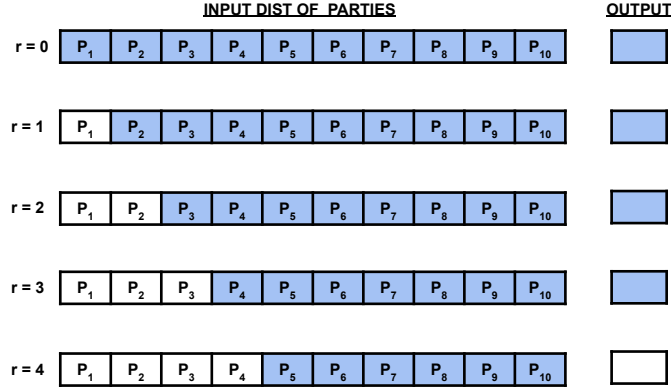 INPUT DIST OF PARTIES OUTPUT
r = 0 P₁ P₂ P₃ P₄ P₅ P₆ P₇ P₈ P₉ P₁₀
r = 1 P₁ P₂ P₃ P₄ P₅ P₆ P₇ P₈ P₉ P₁₀
r = 2 P₁ P₂ P₃ P₄ P₅ P₆ P₇ P₈ P₉ P₁₀
r = 3 P₁ P₂ P₃ P₄ P₅ P₆ P₇ P₈ P₉ P₁₀
r = 4 P₁ P₂ P₃ P₄ P₅ P₆ P₇ P₈ P₉ P₁₀